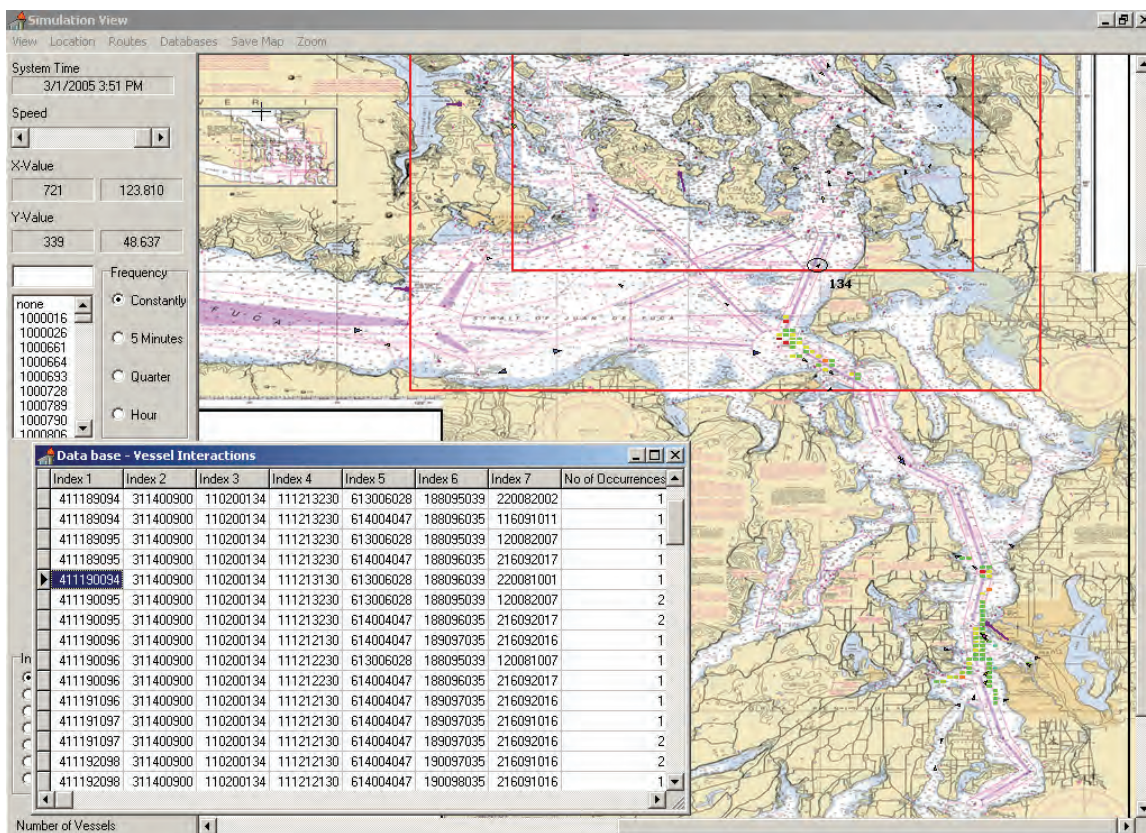 Simulation View
View Location Routes Databases Save Map Zoom
System Time
3/1/2005 3:51 PM
Speed
X-Value
721 123.810
Y-Value
339 48.637
Frequency
Constantly
5 Minutes
Quarter
Hour
none
1000016
1000026
1000661
1000664
1000693
1000728
1000789
1000790
1000806
V E R I
134
F U C A
STRAIT OF JUAN DE FUCA
Data base - Vessel Interactions
Index 1 Index 2 Index 3 Index 4 Index 5 Index 6 Index 7 No of Occurrences
411189094 311400900 110200134 111213230 613006028 188095039 220082002 1
411189094 311400900 110200134 111213230 614004047 188096035 116091011 1
411189095 311400900 110200134 111213230 613006028 188095039 120082007 1
411189095 311400900 110200134 111213230 614004047 188096035 216092017 1
411190094 311400900 110200134 111213130 613006028 188096039 220081001 1
411190095 311400900 110200134 111213230 613006028 188095039 120082007 2
411190095 311400900 110200134 111213230 614004047 188096035 216092017 2
411190096 311400900 110200134 111212130 614004047 189097035 216092016 1
411190096 311400900 110200134 111212230 613006028 188096039 120081007 1
411190096 311400900 110200134 111212230 614004047 188096035 216092017 1
411191096 311400900 110200134 111212130 614004047 189097035 216092016 1
411191097 311400900 110200134 111212130 614004047 189097035 216091016 1
411191097 311400900 110200134 111212130 614004047 189097035 216092016 2
411192098 311400900 110200134 111212130 614004047 190097035 216091016 2
411192098 311400900 110200134 111212130 614004047 190098035 216091016 1
In
Number of Vessels